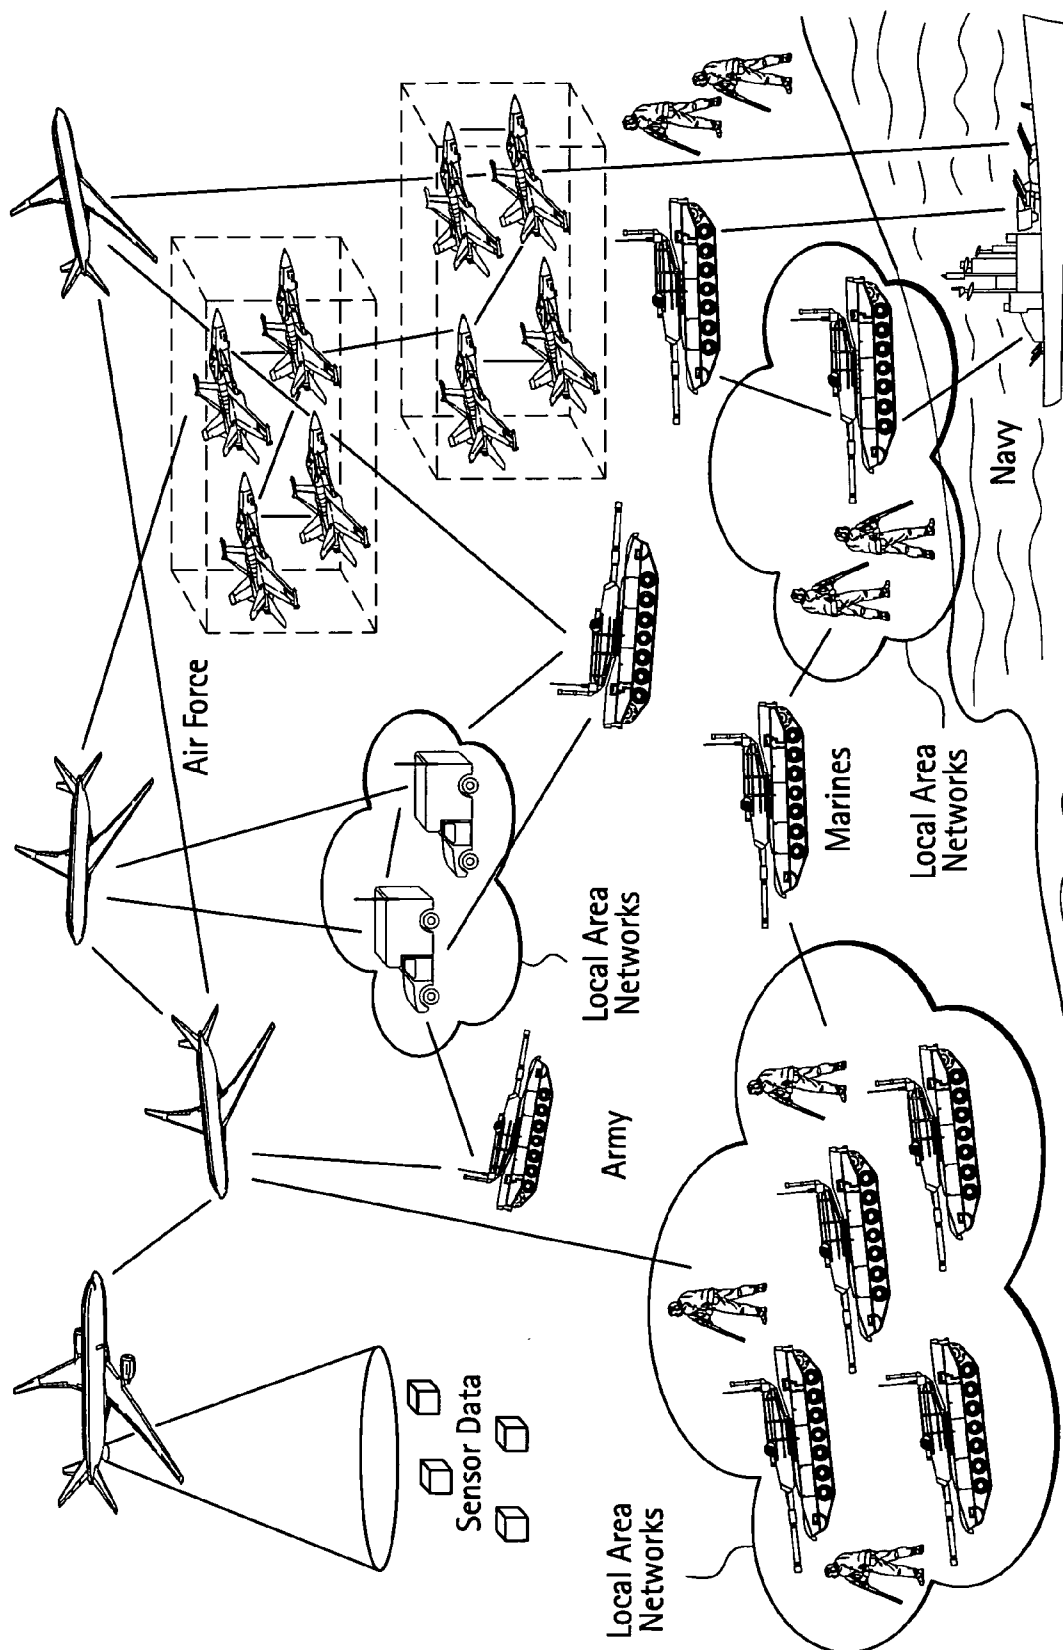 Air Force
Sensor Data
Local Area
Networks
Army
Local Area
Networks
Marines
Local Area
Networks
Navy